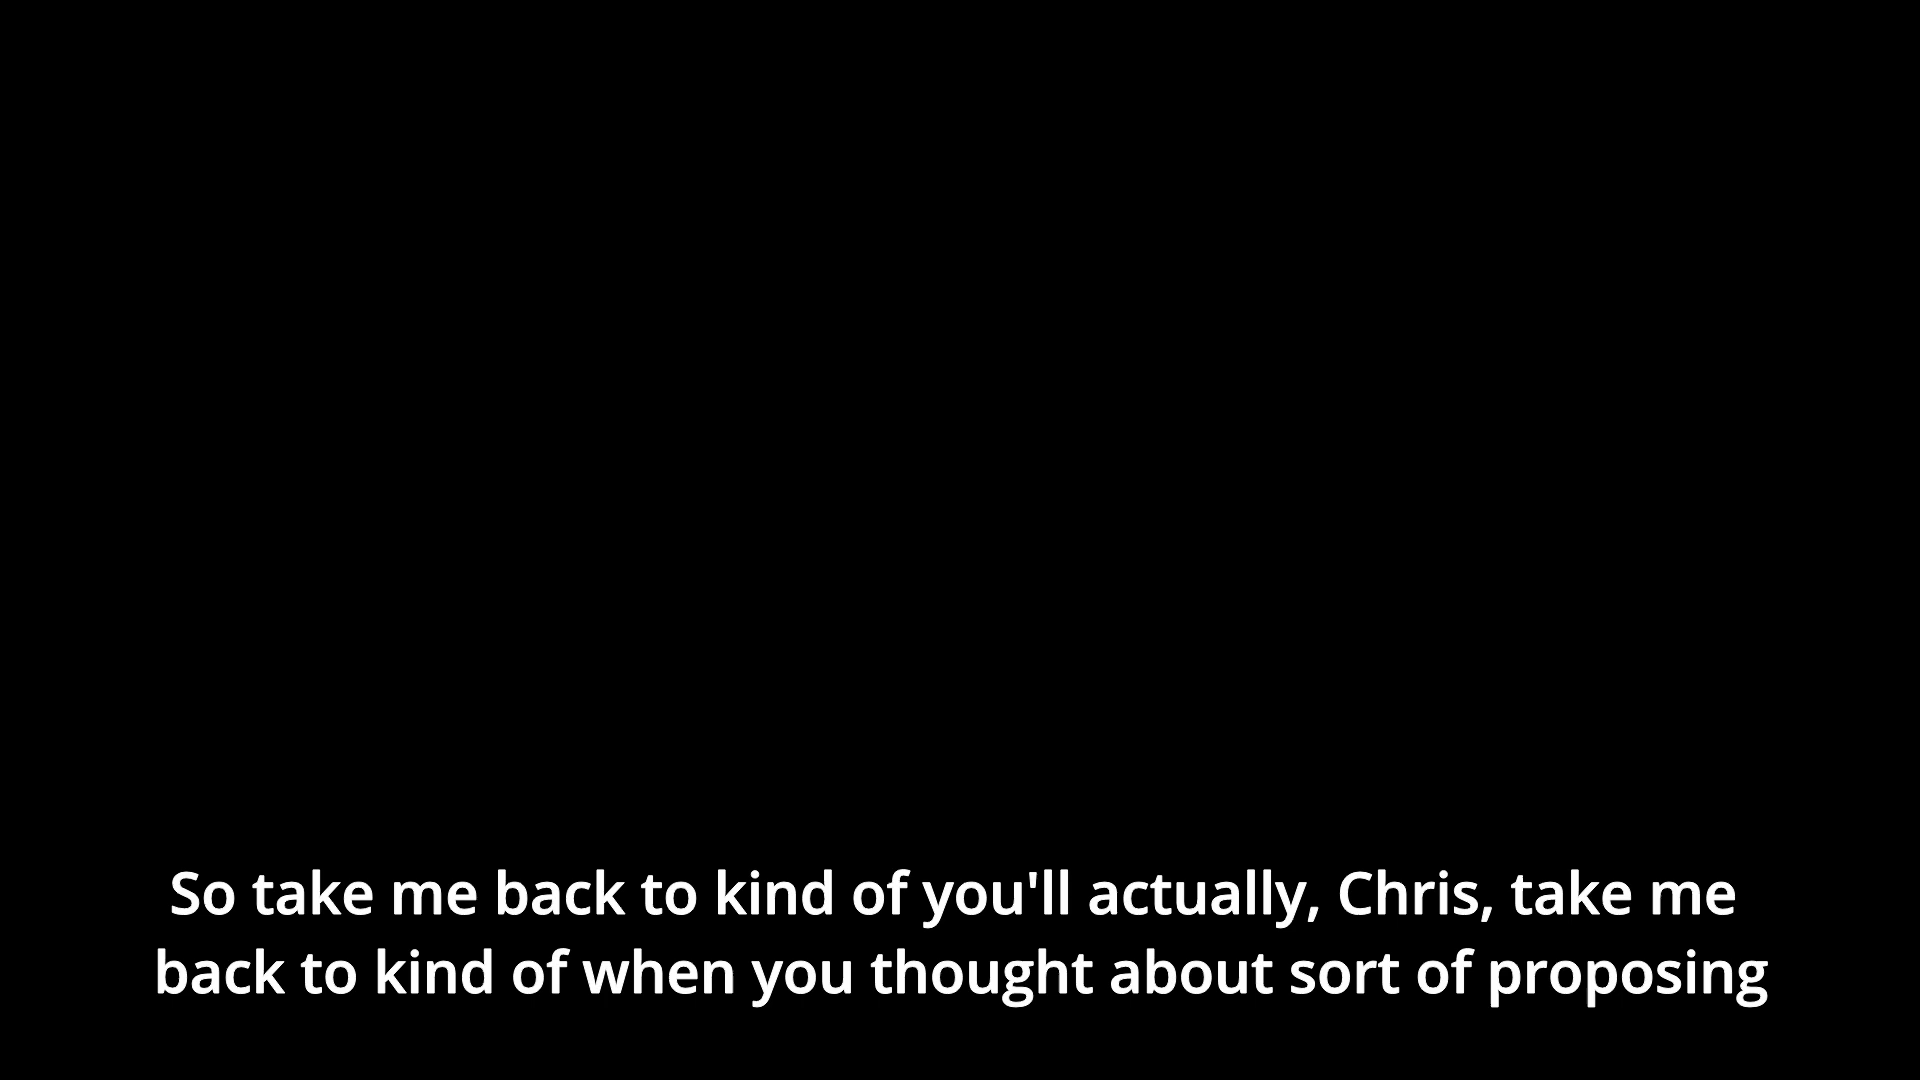 So take me back to kind of you'll actually, Chris, take me
back to kind of when you thought about sort of proposing